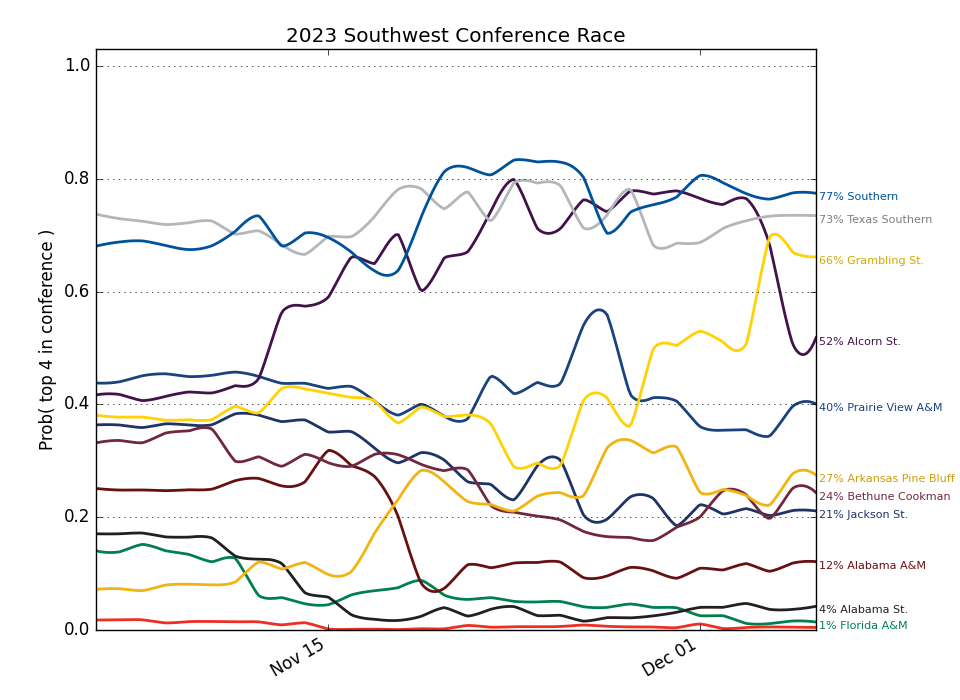 2023 Southwest Conference Race
Prob( top 4 in conference )
1.0
0.8
0.6
0.4
0.2
0.0
Nov 15
Dec 01
77% Southern
73% Texas Southern
66% Grambling St.
52% Alcorn St.
40% Prairie View A&M
27% Arkansas Pine Bluff
24% Bethune Cookman
21% Jackson St.
12% Alabama A&M
4% Alabama St.
1% Florida A&M